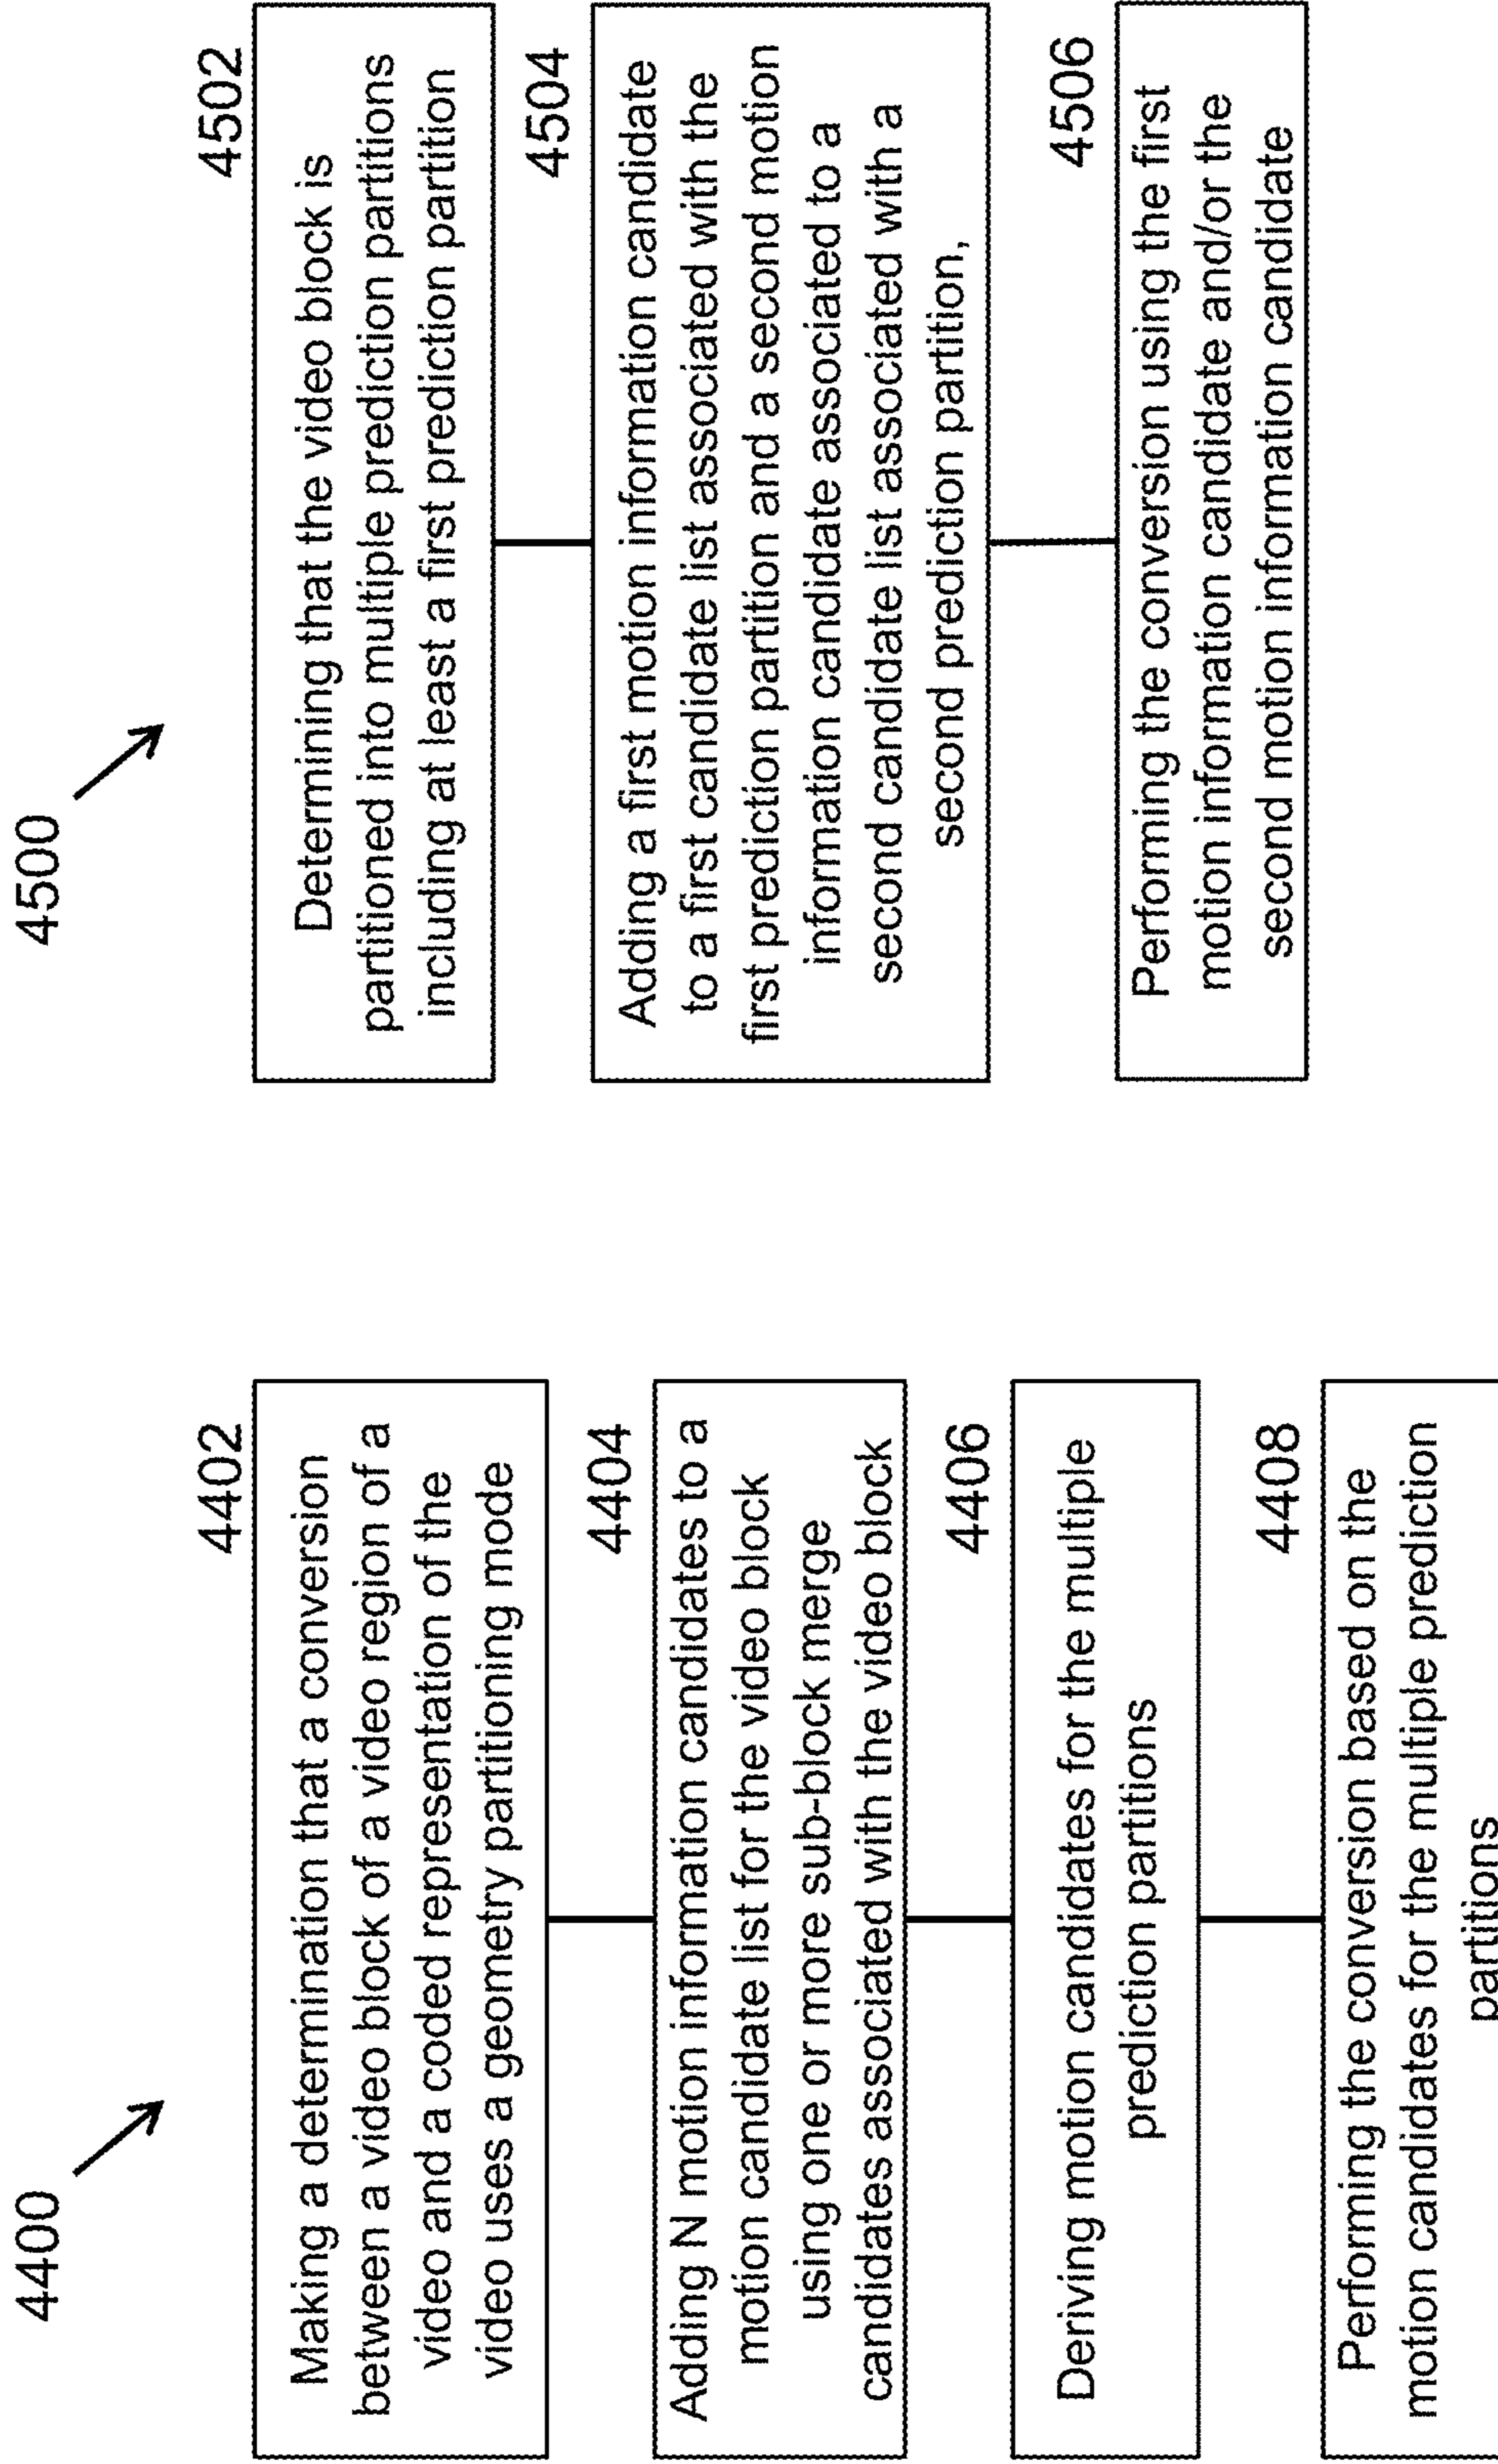 4400
4402
Making a determination that a conversion
between a video block of a video region of a
video and a coded representation of the
video uses a geometry partitioning mode
4404
Adding N motion information candidates to a
motion candidate list for the video block
using one or more sub-block merge
candidates associated with the video block
4406
Deriving motion candidates for the multiple
prediction partitions
4408
Performing the conversion based on the
motion candidates for the multiple prediction
partitions
4500
4502
Determining that the video block is
partitioned into multiple prediction partitions
including at least a first prediction partition
4504
Adding a first motion information candidate
to a first candidate list associated with the
first prediction partition and a second motion
information candidate associated to a
second candidate list associated with a
second prediction partition,
4506
Performing the conversion using the first
motion information candidate and/or the
second motion information candidate